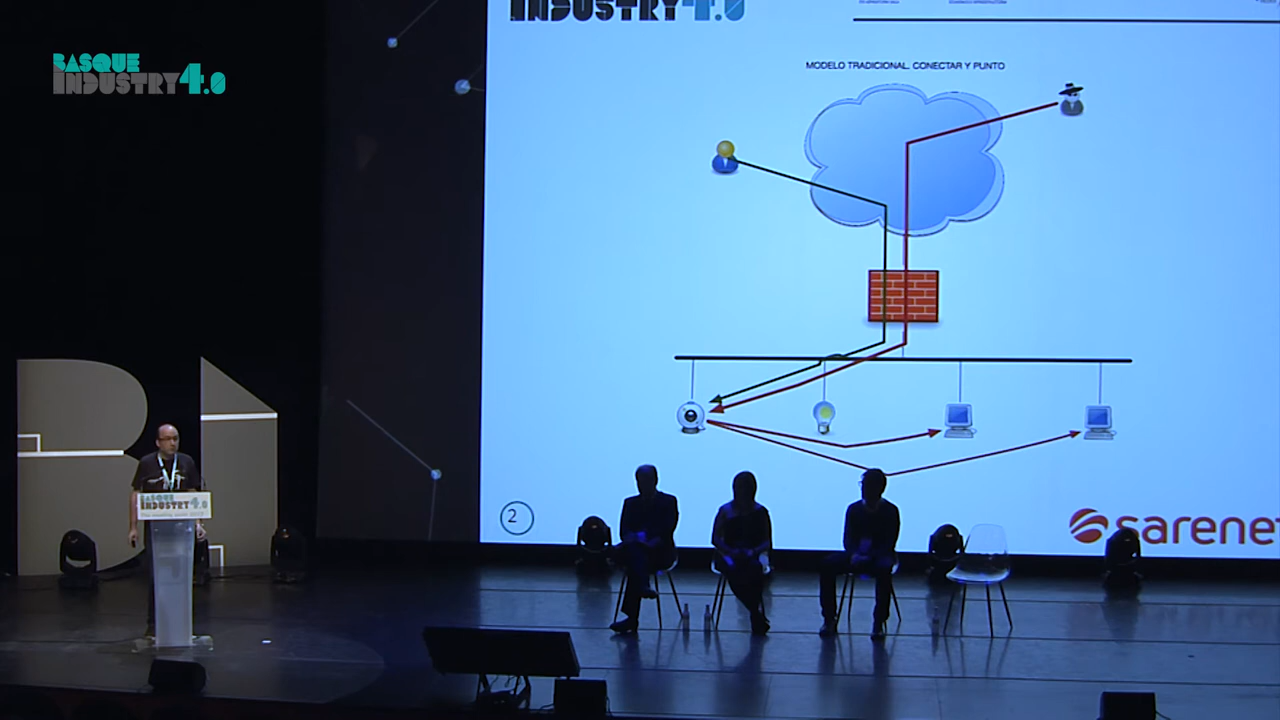 BASQUE
INDUSTRY 4.0
INDUSTRY 4.0
MODELO TRADICIONAL. CONECTAR Y PUNTO
BASQUE
INDUSTRY 4.0
2
sarenet